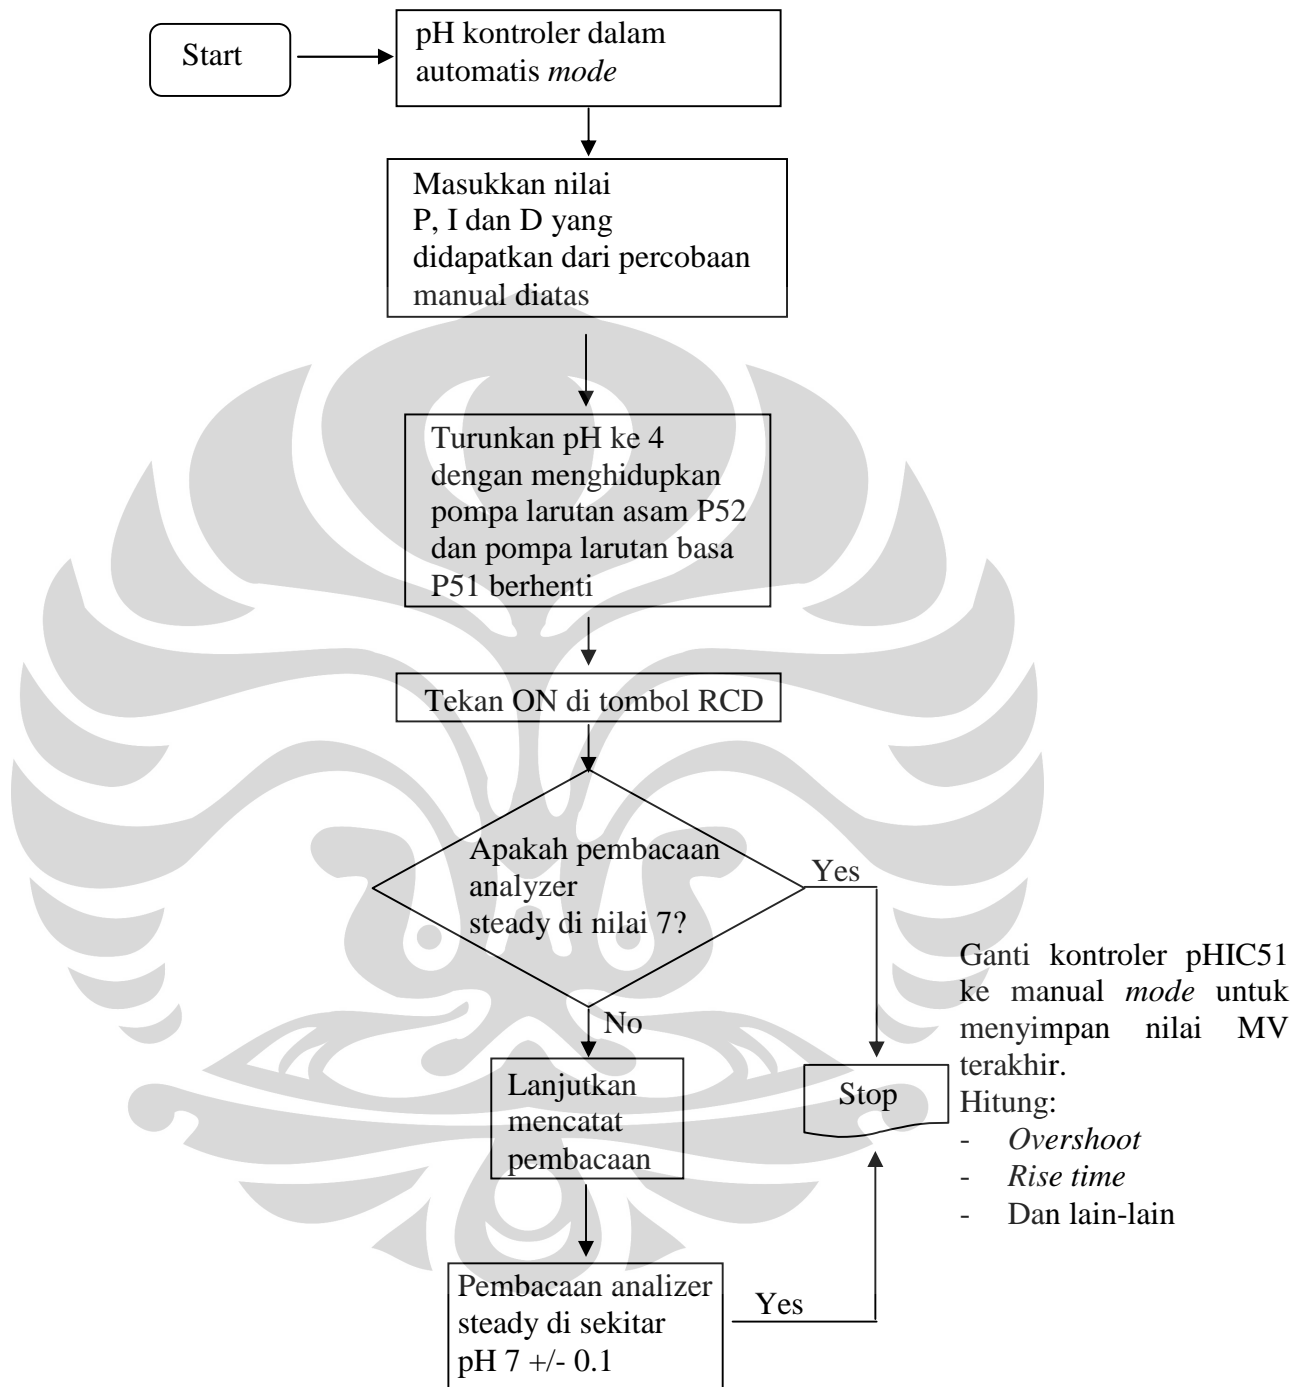 Start
pH kontroler dalam
automatis mode
Masukkan nilai
P, I dan D yang
didapatkan dari percobaan
manual diatas
Turunkan pH ke 4
dengan menghidupkan
pompa larutan asam P52
dan pompa larutan basa
P51 berhenti
Tekan ON di tombol RCD
Apakah pembacaan
analyzer
steady di nilai 7?
Yes
No
Lanjutkan
mencatat
pembacaan
Stop
Ganti kontroler pHIC51
ke manual mode untuk
menyimpan nilai MV
terakhir.
Hitung:
- Overshoot
- Rise time
- Dan lain-lain
Pembacaan analizer
steady di sekitar
pH 7 +/- 0.1
Yes